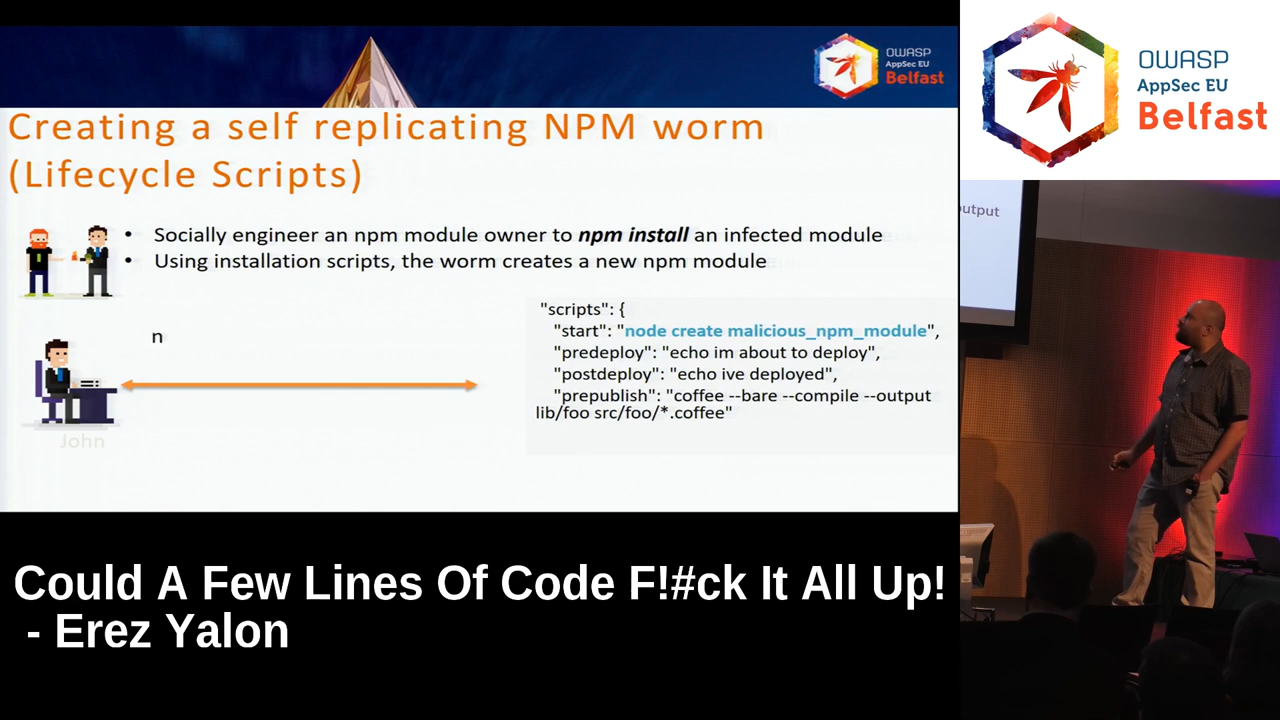 OWASP
AppSec EU
Belfast
OWASP
AppSec EU
Belfast
Creating a self replicating NPM worm
(Lifecycle Scripts)
• Socially engineer an npm module owner to npm install an infected module
• Using installation scripts, the worm creates a new npm module
n
John
"scripts": {
"start": "node create malicious_npm_module",
"predeploy": "echo im about to deploy",
"postdeploy": "echo ive deployed",
"prepublish": "coffee --bare --compile --output
lib/foo src/foo/*.coffee"
output
Could A Few Lines Of Code F!#ck It All Up!
- Erez Yalon